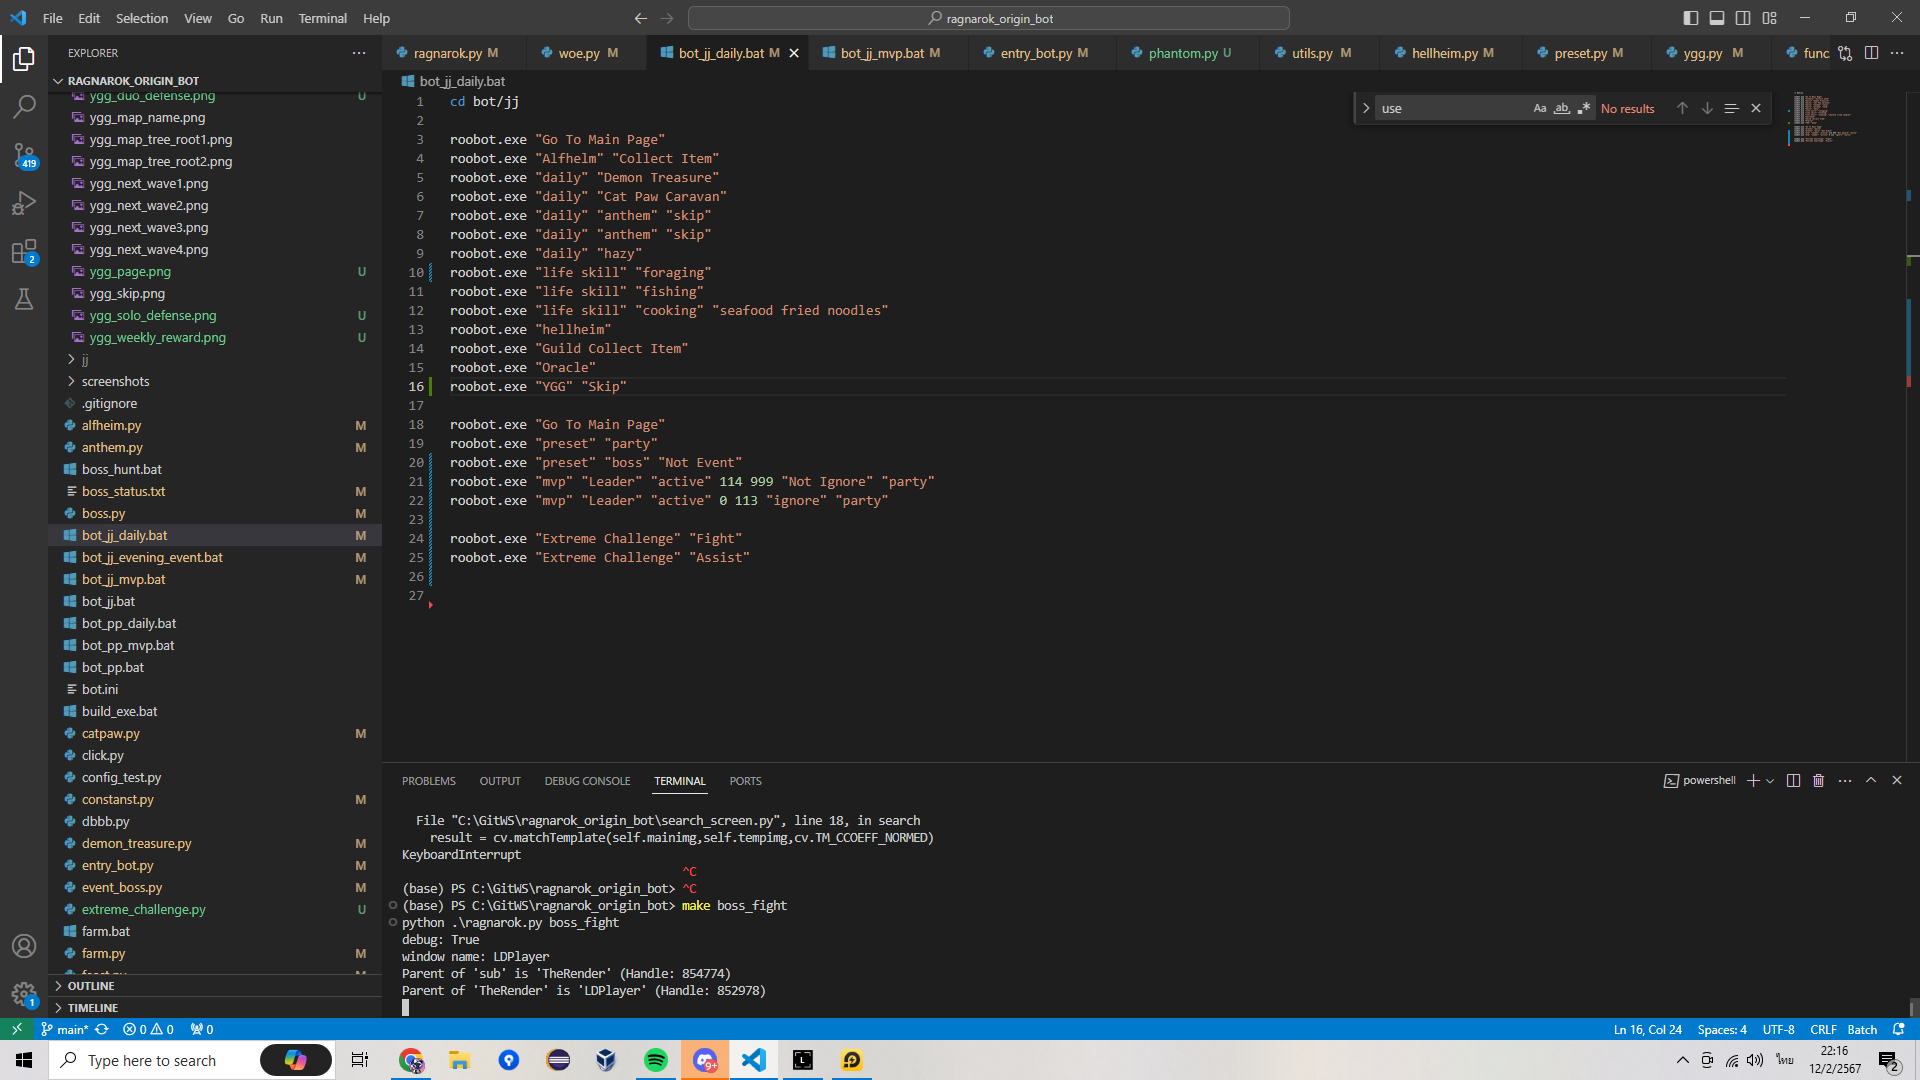 File Edit Selection View Go Run Terminal Help
ragnarok_origin_bot
EXPLORER
RAGNAROK_ORIGIN_BOT
ygg_duo_defense.png U
ygg_map_name.png
ygg_map_tree_root1.png
ygg_map_tree_root2.png
ygg_next_wave1.png
ygg_next_wave2.png
ygg_next_wave3.png
ygg_next_wave4.png
ygg_page.png U
ygg_skip.png
ygg_solo_defense.png U
ygg_weekly_reward.png U
jj
screenshots
.gitignore
alfheim.py M
anthem.py M
boss_hunt.bat
boss_status.txt M
boss.py M
bot_jj_daily.bat M
bot_jj_evening_event.bat M
bot_jj_mvp.bat M
bot_jj.bat
bot_pp_daily.bat
bot_pp_mvp.bat
bot_pp.bat
bot.ini
build_exe.bat
catpaw.py M
click.py
config_test.py
constanst.py M
dbbb.py
demon_treasure.py M
entry_bot.py M
event_boss.py M
extreme_challenge.py U
farm.bat
farm.py M
OUTLINE
TIMELINE
419
2
1
ragnarok.py M woe.py M bot_jj_daily.bat M bot_jj_mvp.bat M entry_bot.py M phantom.py U utils.py M hellheim.py M preset.py M ygg.py M func
bot_jj_daily.bat
use Aa ab No results
1 cd bot/jj
2
3 roobot.exe "Go To Main Page"
4 roobot.exe "Alfhelm" "Collect Item"
5 roobot.exe "daily" "Demon Treasure"
6 roobot.exe "daily" "Cat Paw Caravan"
7 roobot.exe "daily" "anthem" "skip"
8 roobot.exe "daily" "anthem" "skip"
9 roobot.exe "daily" "hazy"
10 roobot.exe "life skill" "foraging"
11 roobot.exe "life skill" "fishing"
12 roobot.exe "life skill" "cooking" "seafood fried noodles"
13 roobot.exe "hellheim"
14 roobot.exe "Guild Collect Item"
15 roobot.exe "Oracle"
16 roobot.exe "YGG" "Skip"
17
18 roobot.exe "Go To Main Page"
19 roobot.exe "preset" "party"
20 roobot.exe "preset" "boss" "Not Event"
21 roobot.exe "mvp" "Leader" "active" 114 999 "Not Ignore" "party"
22 roobot.exe "mvp" "Leader" "active" 0 113 "ignore" "party"
23
24 roobot.exe "Extreme Challenge" "Fight"
25 roobot.exe "Extreme Challenge" "Assist"
26
27
PROBLEMS OUTPUT DEBUG CONSOLE TERMINAL PORTS powershell
File "C:\GitWS\ragnarok_origin_bot\search_screen.py", line 18, in search
result = cv.matchTemplate(self.mainimg,self.tempimg,cv.TM_CCOEFF_NORMED)
KeyboardInterrupt
^C
(base) PS C:\GitWS\ragnarok_origin_bot> ^C
(base) PS C:\GitWS\ragnarok_origin_bot> make boss_fight
python .\ragnarok.py boss_fight
debug: True
window name: LDPlayer
Parent of 'sub' is 'TheRender' (Handle: 854774)
Parent of 'TheRender' is 'LDPlayer' (Handle: 852978)
main* 0 0 0 Ln 16, Col 24 Spaces: 4 UTF-8 CRLF Batch
Type here to search 9+ ไทย 22:16
12/2/2567 2